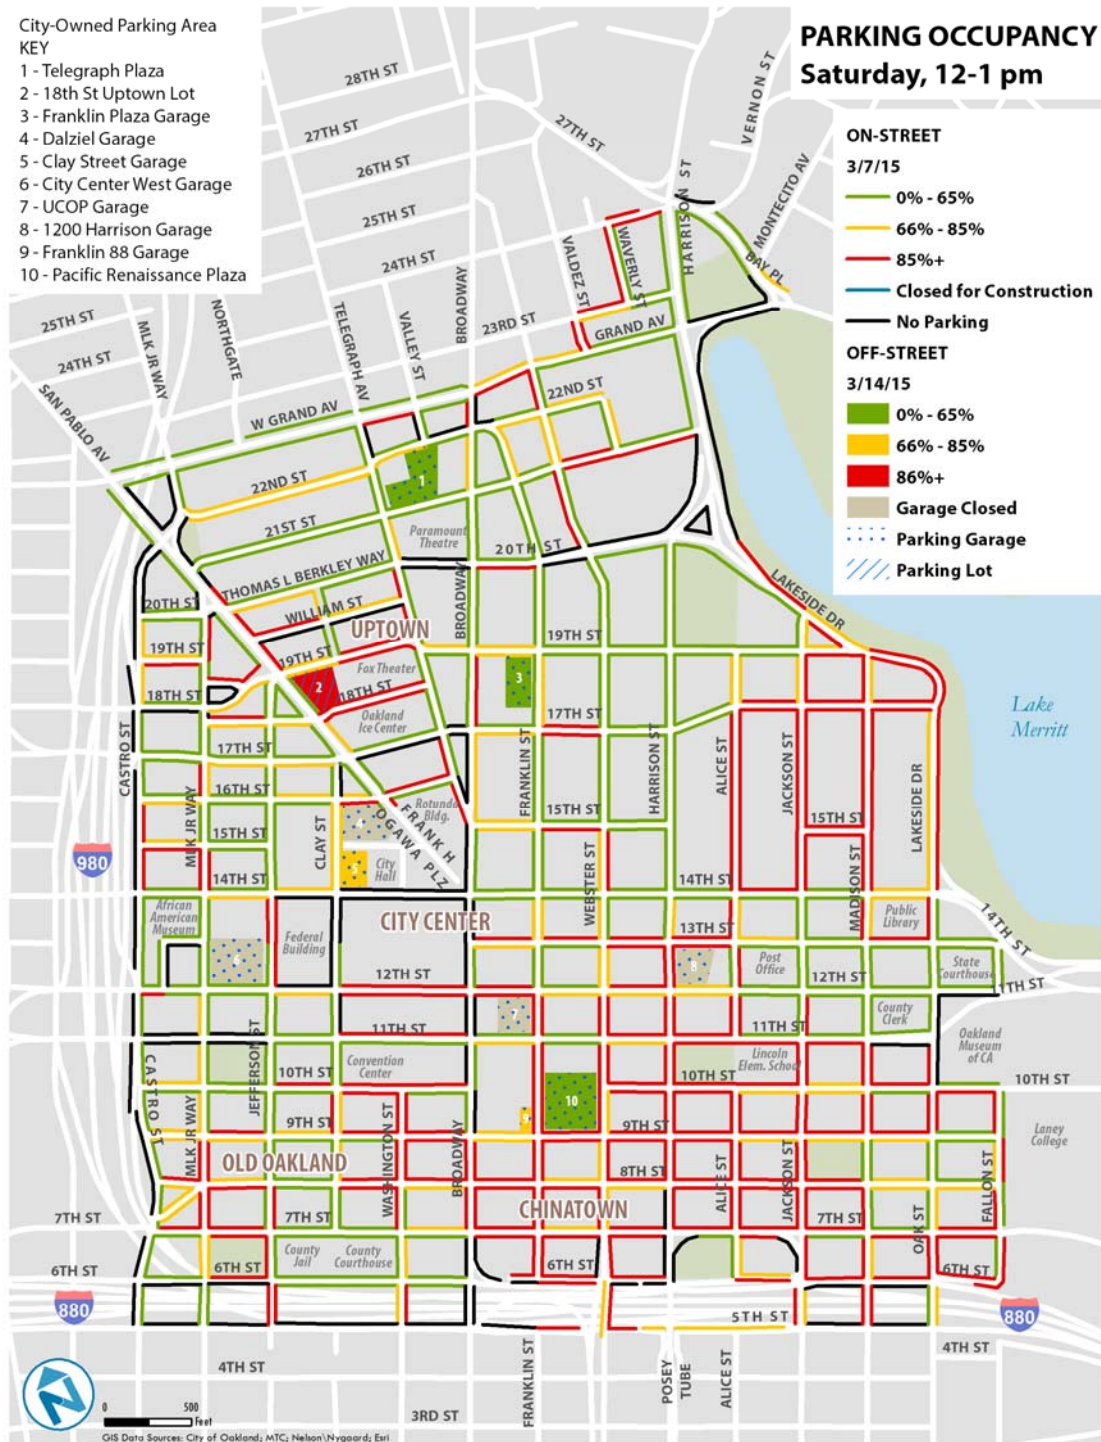 City-Owned Parking Area
KEY
1 - Telegraph Plaza
2 - 18th St Uptown Lot
3 - Franklin Plaza Garage
4 - Dalziel Garage
5 - Clay Street Garage
6 - City Center West Garage
7 - UCOP Garage
8 - 1200 Harrison Garage
9 - Franklin 88 Garage
10 - Pacific Renaissance Plaza
PARKING OCCUPANCY
Saturday, 12-1 pm
ON-STREET
3/7/15
0% - 65%
66% - 85%
85%+
Closed for Construction
No Parking
OFF-STREET
3/14/15
0% - 65%
66% - 85%
86%+
Garage Closed
Parking Garage
Parking Lot
28TH ST
27TH ST
27TH ST
VERNON ST
26TH ST
HARRISON ST
MONTECITO AV
25TH ST
WAVERLY ST
VALDEZ ST
BAY PL
24TH ST
BROADWAY
NORTHGATE
TELEGRAPH AV
VALLEY ST
23RD ST
GRAND AV
25TH ST
MLK JR WAY
24TH ST
SAN PABLO AV
22ND ST
W GRAND AV
22ND ST
1
21ST ST
Paramount
Theatre
20TH ST
THOMAS L BERKLEY WAY
BROADWAY
LAKESIDE DR
20TH ST
WILLIAM ST
UPTOWN
19TH ST
19TH ST
19TH ST
Fox Theater
3
18TH ST
2
18TH ST
Oakland
Ice Center
17TH ST
Lake
Merritt
CASTRO ST
17TH ST
FRANKLIN ST
HARRISON ST
ALICE ST
JACKSON ST
LAKESIDE DR
16TH ST
Rotunda
Bldg.
15TH ST
15TH ST
MLK JR WAY
15TH ST
CLAY ST
4
FRANK H
OGAWA PLZ
980
5
City
Hall
WEBSTER ST
MADISON ST
14TH ST
14TH ST
African
American
Museum
CITY CENTER
13TH ST
Public
Library
14TH ST
Federal
Building
6
12TH ST
8
Post
Office
12TH ST
State
Courthouse
11TH ST
7
11TH ST
11TH ST
County
Clerk
Oakland
Museum
of CA
JEFFERSON ST
CASTRO ST
10TH ST
Convention
Center
10TH ST
Lincoln
Elem. School
10TH ST
MLK JR WAY
9TH ST
WASHINGTON ST
BROADWAY
9
10
9TH ST
Laney
College
OLD OAKLAND
8TH ST
ALICE ST
JACKSON ST
FALLON ST
7TH ST
7TH ST
CHINATOWN
7TH ST
OAK ST
6TH ST
6TH ST
County
Jail
County
Courthouse
6TH ST
6TH ST
880
5TH ST
880
4TH ST
FRANKLIN ST
POSEY
TUBE
ALICE ST
4TH ST
3RD ST
0
500
Feet
GIS Data Sources: City of Oakland; MTC; Nelson\Nygaard; Esri